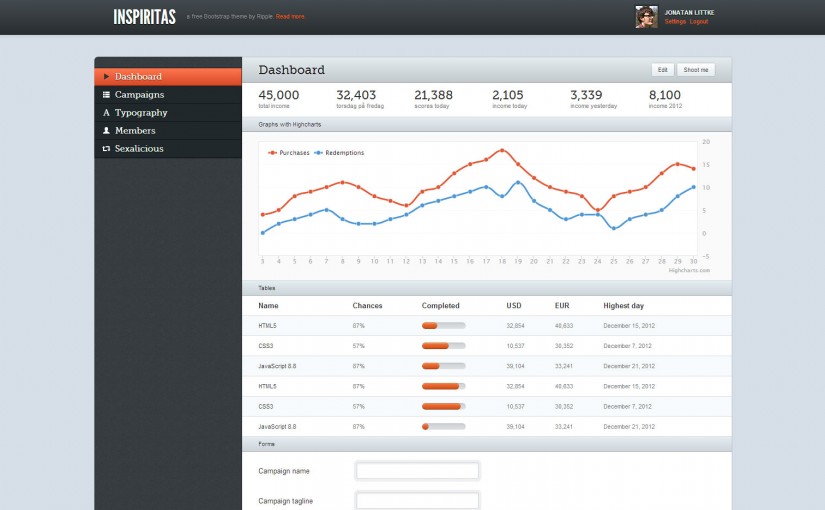 INSPIRITAS
a free Bootstrap theme by Ripple. Read more.
JONATAN LITTKE
Settings Logout
Dashboard
Campaigns
Typography
Members
Sexalicious
Dashboard
Edit Shoot me
45,000 32,403 21,388 2,105 3,339 8,100
total income torsdag på fredag scores today income today income yesterday income 2012
Graphs with Highcharts
Purchases Redemptions
20
15
10
5
0
-5
3 4 5 6 7 8 9 10 11 12 13 14 15 16 17 18 19 20 21 22 23 24 25 26 27 28 29 30
Highcharts.com
Tables
Name Chances Completed USD EUR Highest day
HTML5 87% 32,854 48,633 December 15, 2012
CSS3 57% 10,537 38,352 December 7, 2012
JavaScript 8.8 87% 39,104 33,241 December 21, 2012
HTML5 87% 32,854 48,633 December 15, 2012
CSS3 57% 10,537 38,352 December 7, 2012
JavaScript 8.8 87% 39,104 33,241 December 21, 2012
Forms
Campaign name
Campaign tagline